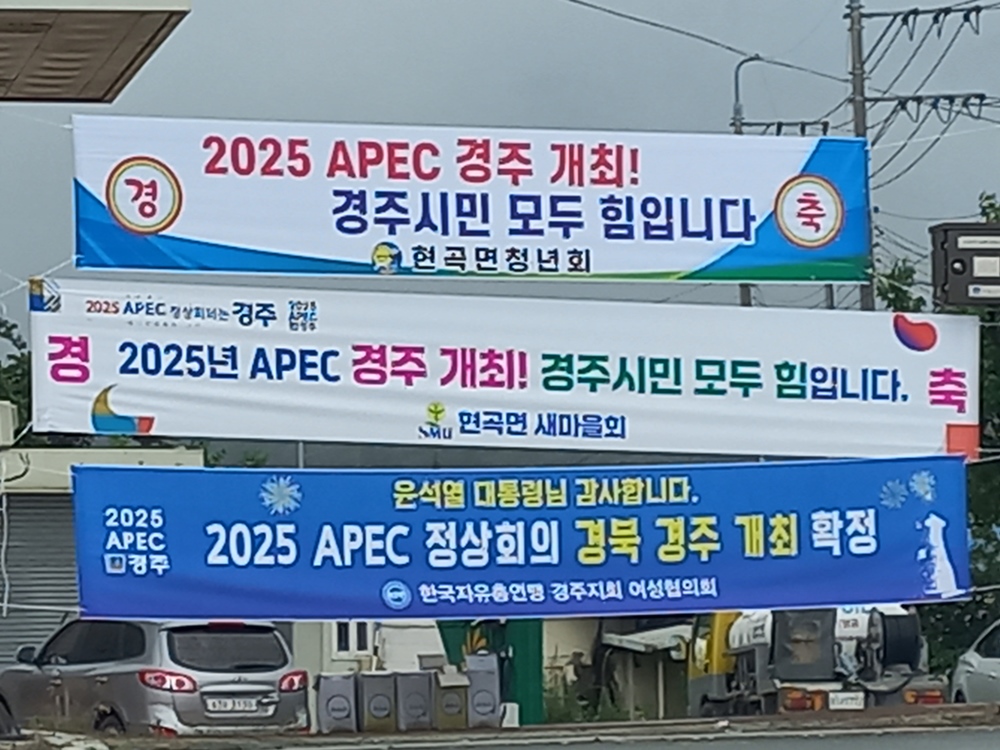 2025 APEC 경주 개최!
경
경주시민 모두 힘입니다
축
현곡면청년회
2025 APEC 정상회의는 경주
경 2025년 APEC 경주 개최! 경주시민 모두 힘입니다. 축
SMU 현곡면 새마을회
윤석열 대통령님 감사합니다.
2025
APEC
경주
2025 APEC 정상회의 경북 경주 개최 확정
한국자유총연맹 경주지회 여성협의회